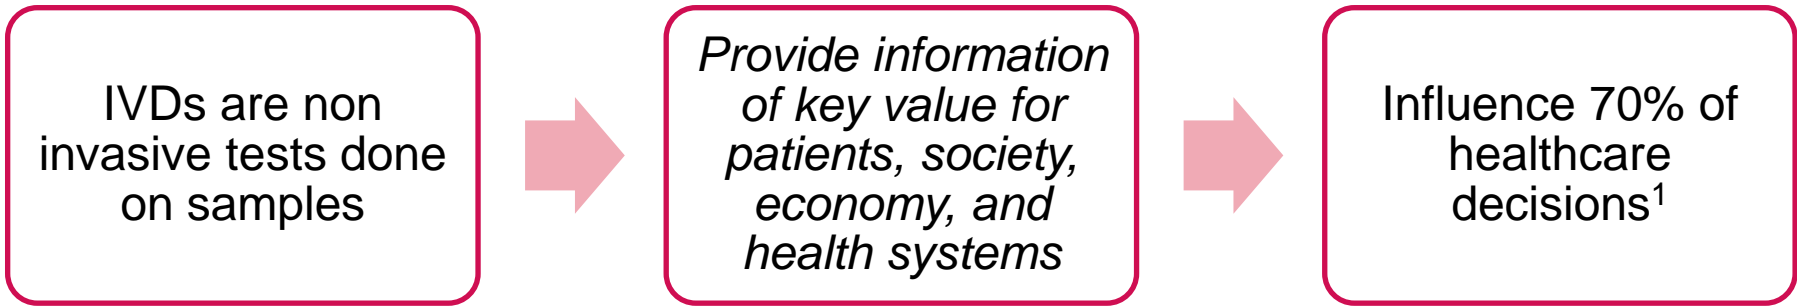 IVDs are non
invasive tests done
on samples
Provide information
of key value for
patients, society,
economy, and
health systems
Influence 70% of
healthcare
decisions¹